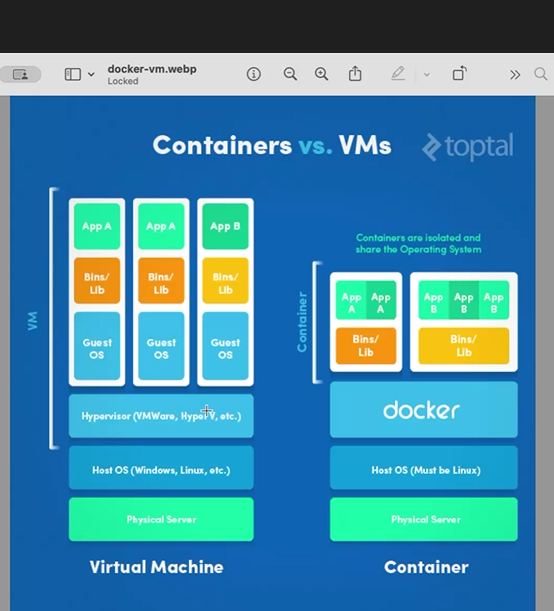 docker-vm.webp
Locked
Containers vs. VMs
toptal
VM
App A
App A
App B
Bins/
Lib
Bins/
Lib
Bins/
Lib
Guest
OS
Guest
OS
Guest
OS
Hypervisor (VMWare, HyperV, etc.)
Host OS (Windows, Linux, etc.)
Physical Server
Virtual Machine
Containers are isolated and
share the Operating System
Container
App
A
App
A
App
B
App
B
App
B
Bins/
Lib
Bins/
Lib
docker
Host OS (Must be Linux)
Physical Server
Container